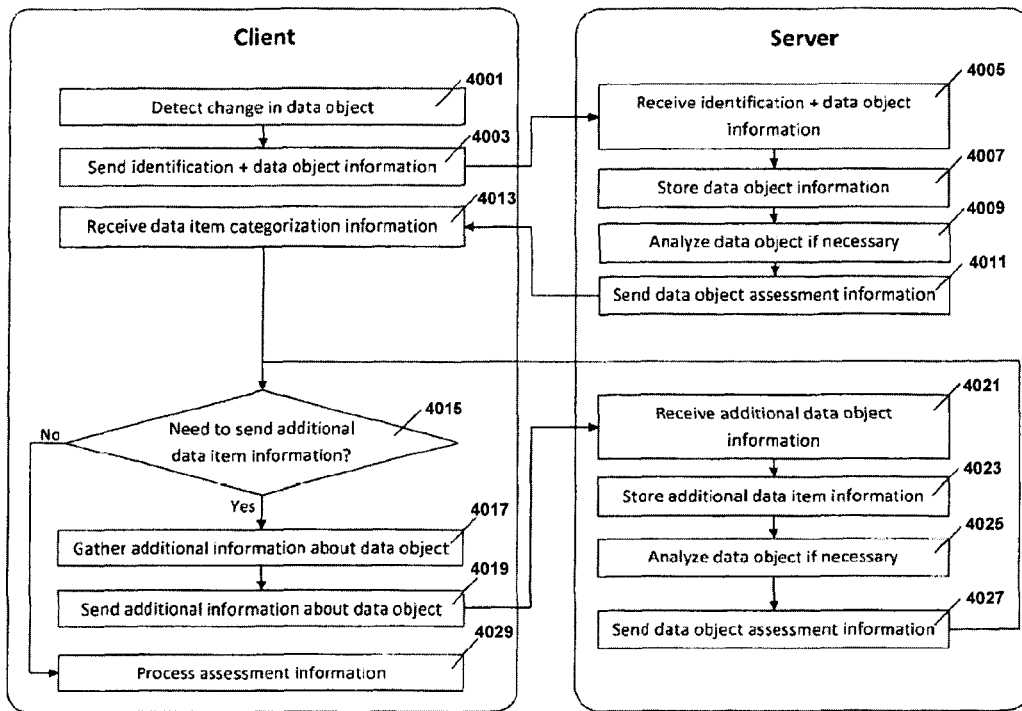 Client
4001
Detect change in data object
4003
Send identification + data object information
4013
Receive data item categorization information
4015
Need to send additional
data item information?
No
Yes
4017
Gather additional information about data object
4019
Send additional information about data object
4029
Process assessment information
Server
4005
Receive identification + data object
information
4007
Store data object information
4009
Analyze data object if necessary
4011
Send data object assessment information
4021
Receive additional data object
information
4023
Store additional data item information
4025
Analyze data object if necessary
4027
Send data object assessment information